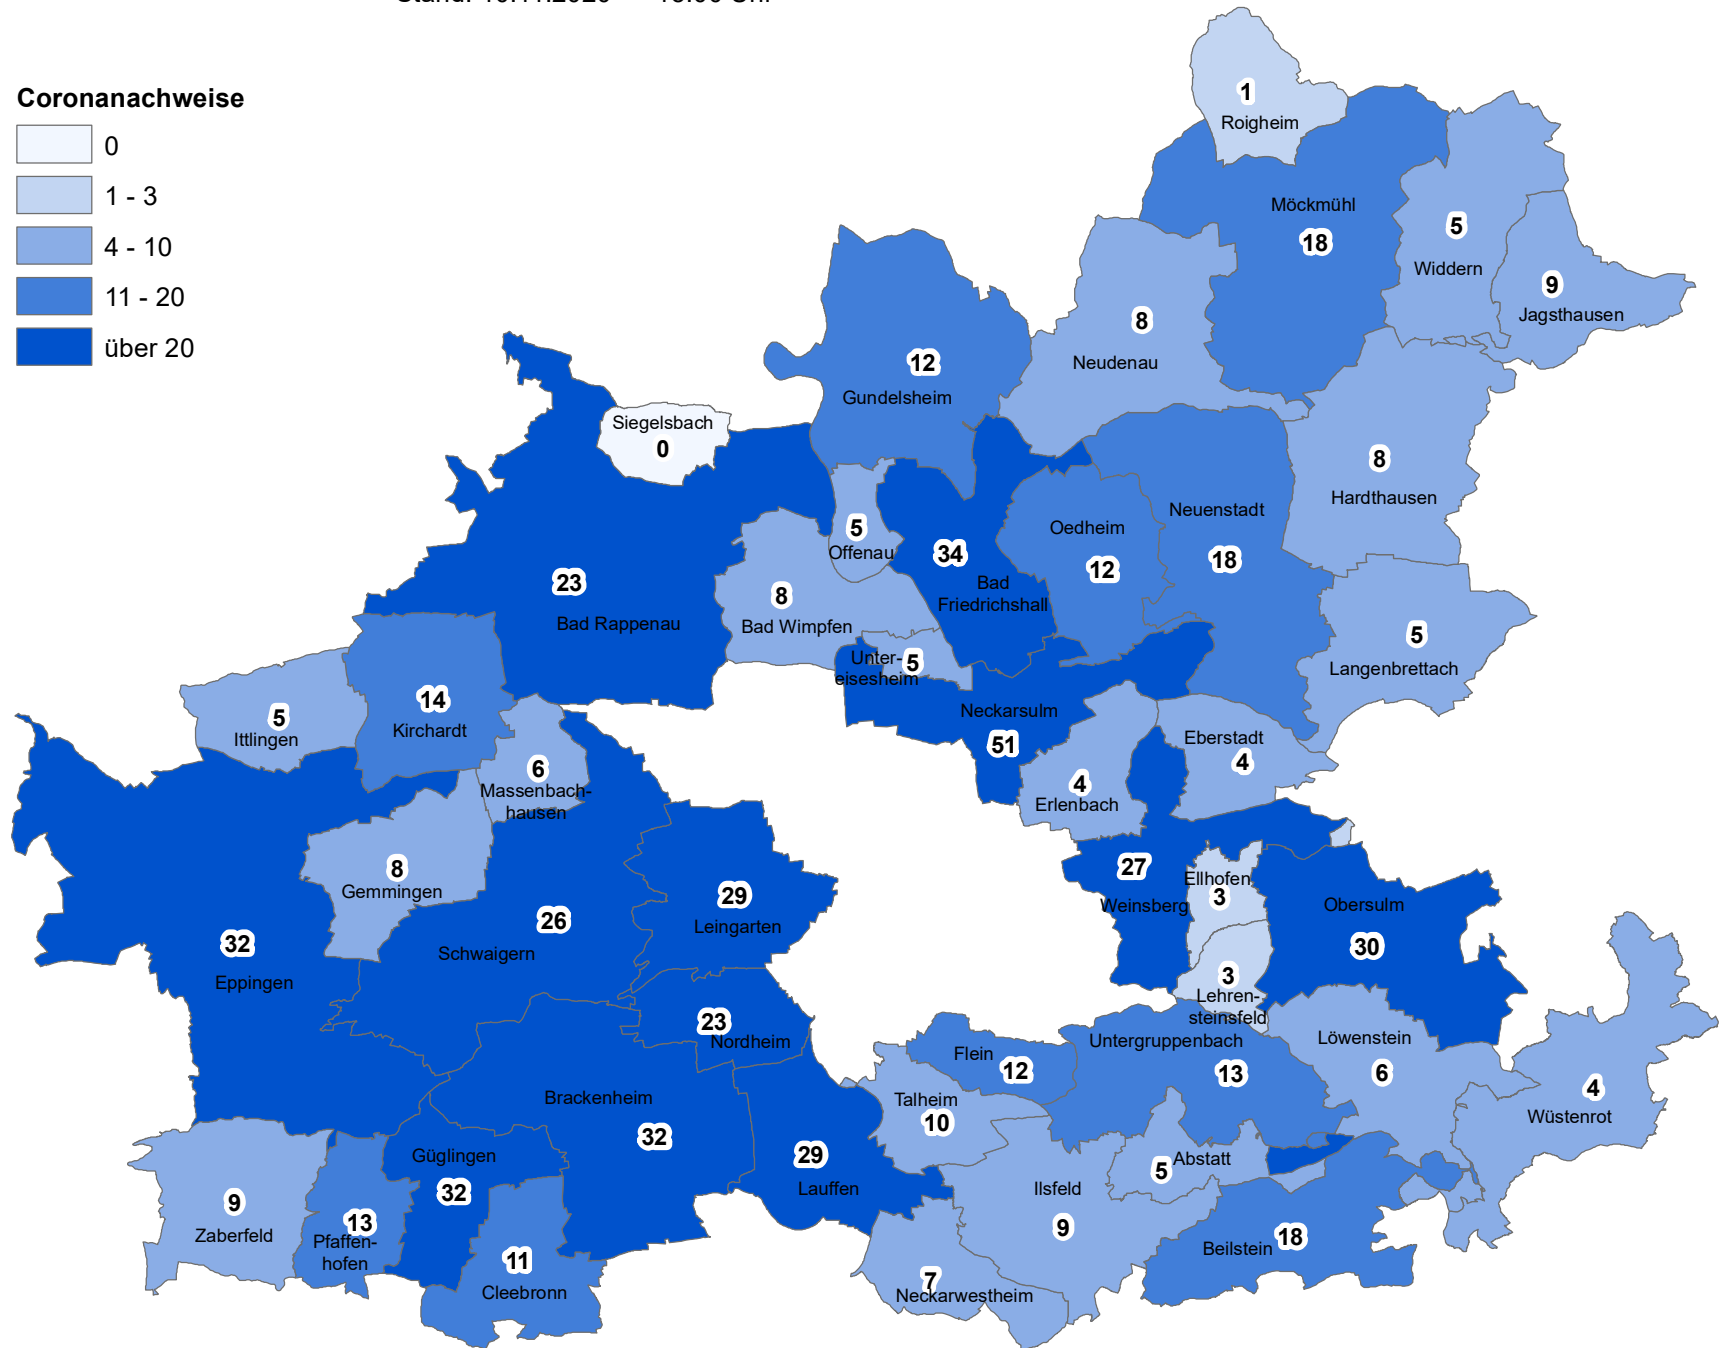 Coronanachweise
0
1 - 3
4 - 10
11 - 20
über 20
1
Roigheim
Möckmühl
18
5
Widdern
9
Jagsthausen
8
Neudenau
12
Gundelsheim
Siegelsbach
0
8
Hardthausen
Neuenstadt
18
Oedheim
12
5
Offenau
34
Bad
Friedrichshall
23
Bad Rappenau
8
Bad Wimpfen
Unter-
eisesheim
5
5
Langenbrettach
14
Kirchardt
5
Ittlingen
Neckarsulm
51
Eberstadt
4
4
Erlenbach
6
Massenbach-
hausen
8
Gemmingen
27
Weinsberg
Ellhofen
3
Obersulm
30
29
Leingarten
26
Schwaigern
32
Eppingen
3
Lehren-
steinsfeld
23
Nordheim
Flein
12
Untergruppenbach
13
Löwenstein
6
4
Wüstenrot
Talheim
10
Brackenheim
32
Güglingen
32
29
Lauffen
5
Abstatt
Ilsfeld
9
9
Zaberfeld
13
Pfaffen-
hofen
11
Cleebronn
Beilstein
18
7
Neckarwestheim